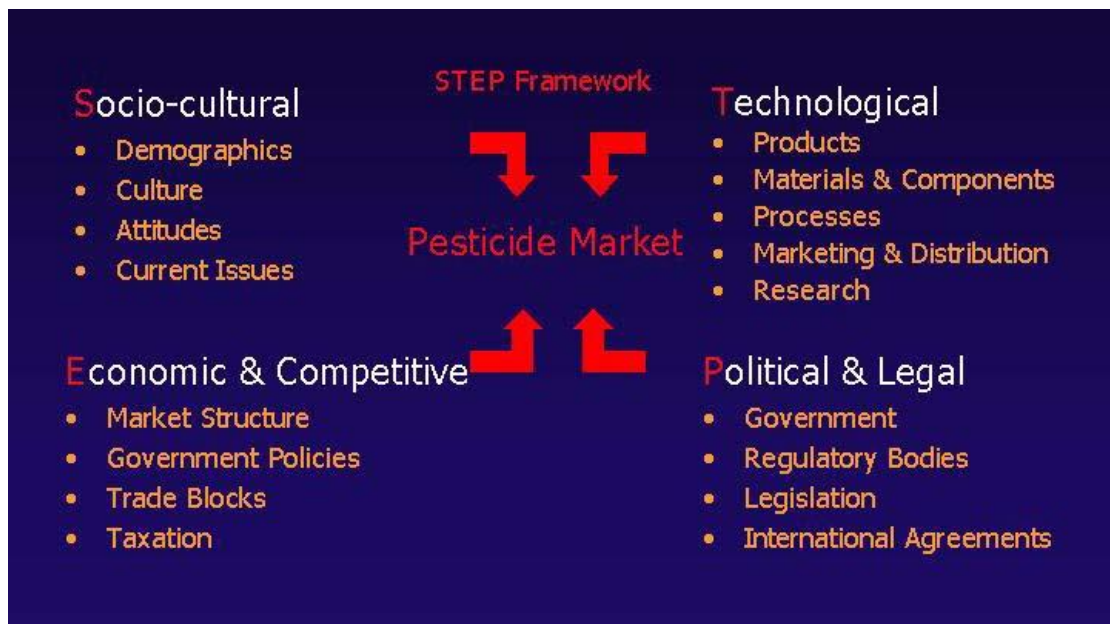 STEP Framework
Socio-cultural
• Demographics
• Culture
• Attitudes
• Current Issues
Technological
• Products
• Materials & Components
• Processes
• Marketing & Distribution
• Research
Pesticide Market
Economic & Competitive
• Market Structure
• Government Policies
• Trade Blocks
• Taxation
Political & Legal
• Government
• Regulatory Bodies
• Legislation
• International Agreements